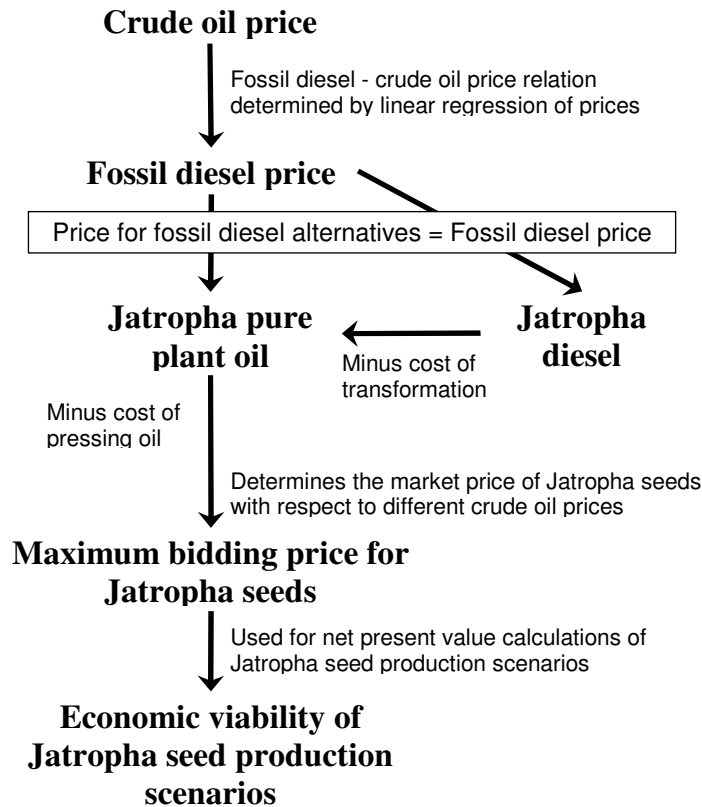 Crude oil price
Fossil diesel - crude oil price relation
determined by linear regression of prices
Fossil diesel price
Price for fossil diesel alternatives = Fossil diesel price
Jatropha pure
plant oil
Jatropha
diesel
Minus cost of
transformation
Minus cost of
pressing oil
Determines the market price of Jatropha seeds
with respect to different crude oil prices
Maximum bidding price for
Jatropha seeds
Used for net present value calculations of
Jatropha seed production scenarios
Economic viability of
Jatropha seed production
scenarios